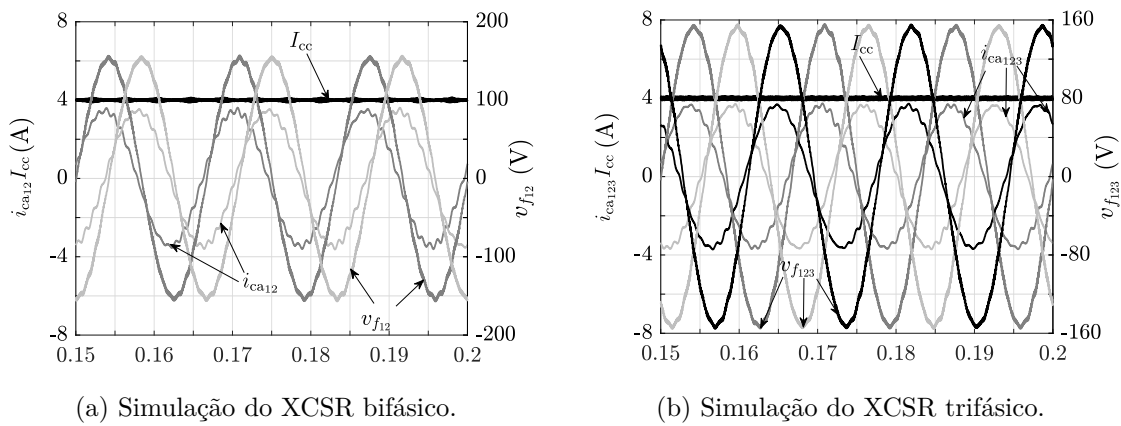 8
4
0
-4
-8
200
100
0
-100
-200
0.15
0.16
0.17
0.18
0.19
0.2
i_ca12 I_cc (A)
v_f12 (V)
I_cc
i_ca12
v_f12
(a) Simulação do XCSR bifásico.
8
4
0
-4
-8
160
80
0
-80
-160
0.15
0.16
0.17
0.18
0.19
0.2
i_ca123 I_cc (A)
v_f123 (V)
I_cc
i_ca123
v_f123
(b) Simulação do XCSR trifásico.